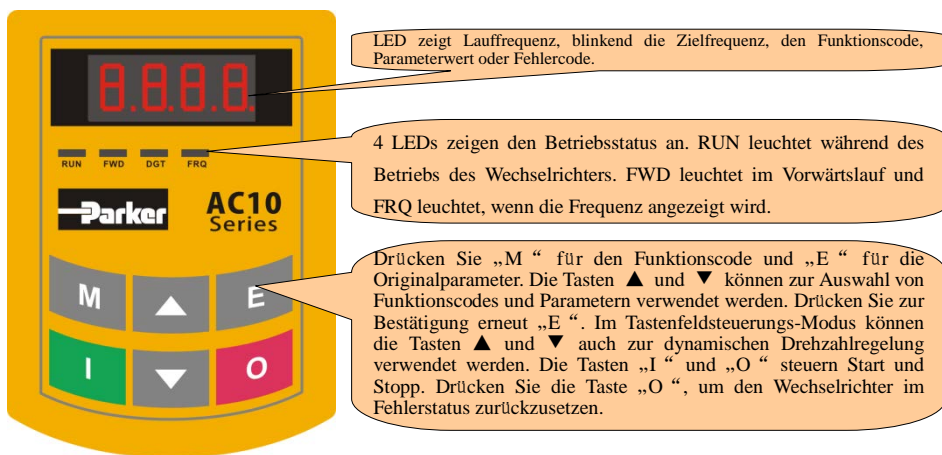 8.8.8.8.
RUN FWD DGT FRQ
Parker
AC10
Series
M
E
I
O
LED zeigt Lauffrequenz, blinkend die Zielfrequenz, den Funktionscode,
Parameterwert oder Fehlercode.
4 LEDs zeigen den Betriebsstatus an. RUN leuchtet während des
Betriebs des Wechselrichters. FWD leuchtet im Vorwärtslauf und
FRQ leuchtet, wenn die Frequenz angezeigt wird.
Drücken Sie „M “ für den Funktionscode und „E “ für die
Originalparameter. Die Tasten ▲ und ▼ können zur Auswahl von
Funktionscodes und Parametern verwendet werden. Drücken Sie zur
Bestätigung erneut „E “. Im Tastenfeldsteuerungs-Modus können
die Tasten ▲ und ▼ auch zur dynamischen Drehzahlregelung
verwendet werden. Die Tasten „I “ und „O “ steuern Start und
Stopp. Drücken Sie die Taste „O “, um den Wechselrichter im
Fehlerstatus zurückzusetzen.